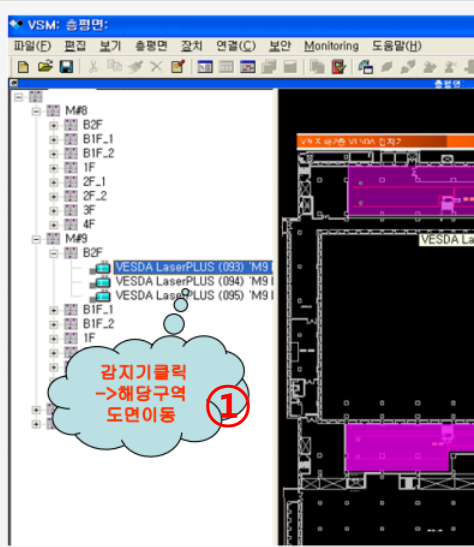 VSM: 층평면:
파일(F) 편집 보기 층평면 장치 연결(C) 보안 Monitoring 도움말(H)
층평면:
M#8
B2F
B1F_1
B1F_2
1F
2F_1
2F_2
3F
4F
M#9
B2F
VESDA LaserPLUS (093) 'M9 I
VESDA LaserPLUS (094) 'M9 I
VESDA LaserPLUS (095) 'M9 I
B1F_1
B1F_2
1F
감지기클릭
->해당구역
도면이동
①
VESDA La